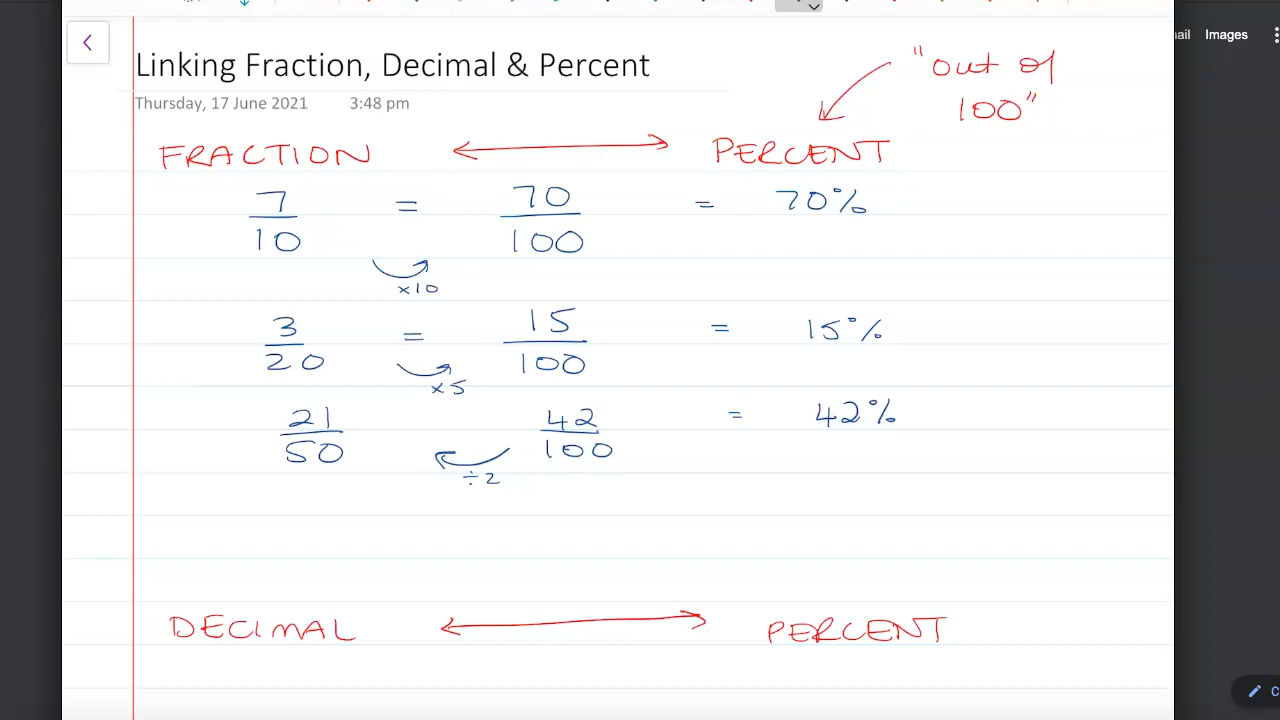 ail Images
Linking Fraction, Decimal & Percent
Thursday, 17 June 2021 3:48 pm
"out of
100"
FRACTION PERCENT
7/10 = 70/100 = 70%
×10
3/20 = 15/100 = 15%
×5
21/50 42/100 = 42%
÷2
DECIMAL PERCENT
C